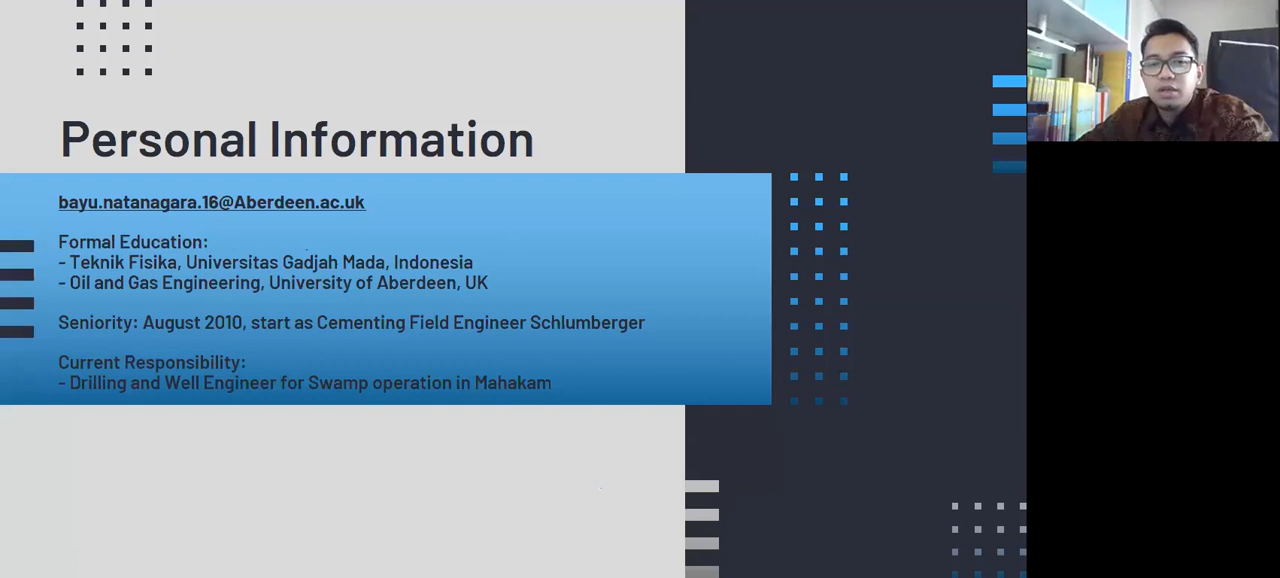 Personal Information
bayu.natanagara.16@Aberdeen.ac.uk
Formal Education:
- Teknik Fisika, Universitas Gadjah Mada, Indonesia
- Oil and Gas Engineering, University of Aberdeen, UK
Seniority: August 2010, start as Cementing Field Engineer Schlumberger
Current Responsibility:
- Drilling and Well Engineer for Swamp operation in Mahakam